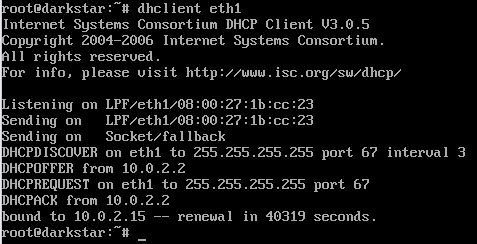 root@darkstar:~# dhclient eth1
Internet Systems Consortium DHCP Client V3.0.5
Copyright 2004-2006 Internet Systems Consortium.
All rights reserved.
For info, please visit http://www.isc.org/sw/dhcp/
Listening on LPF/eth1/08:00:27:1b:cc:23
Sending on   LPF/eth1/08:00:27:1b:cc:23
Sending on   Socket/fallback
DHCPDISCOVER on eth1 to 255.255.255.255 port 67 interval 3
DHCPOFFER from 10.0.2.2
DHCPREQUEST on eth1 to 255.255.255.255 port 67
DHCPACK from 10.0.2.2
bound to 10.0.2.15 -- renewal in 40319 seconds.
root@darkstar:~# _